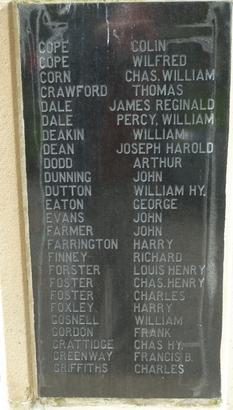 COPE COLIN
COPE WILFRED
CORN CHAS. WILLIAM
CRAWFORD THOMAS
DALE JAMES REGINALD
DALE PERCY. WILLIAM
DEAKIN WILLIAM
DEAN JOSEPH HAROLD
DODD ARTHUR
DUNNING JOHN
DUTTON WILLIAM HY.
EATON GEORGE
EVANS JOHN
FARMER JOHN
FARRINGTON HARRY
FINNEY RICHARD
FORSTER LOUIS HENRY
FOSTER CHAS. HENRY
FOSTER CHARLES
FOXLEY HARRY
GOSNELL WILLIAM
GORDON FRANK
GRATTIDGE CHAS HY.
GREENWAY FRANCIS B.
GRIFFITHS CHARLES